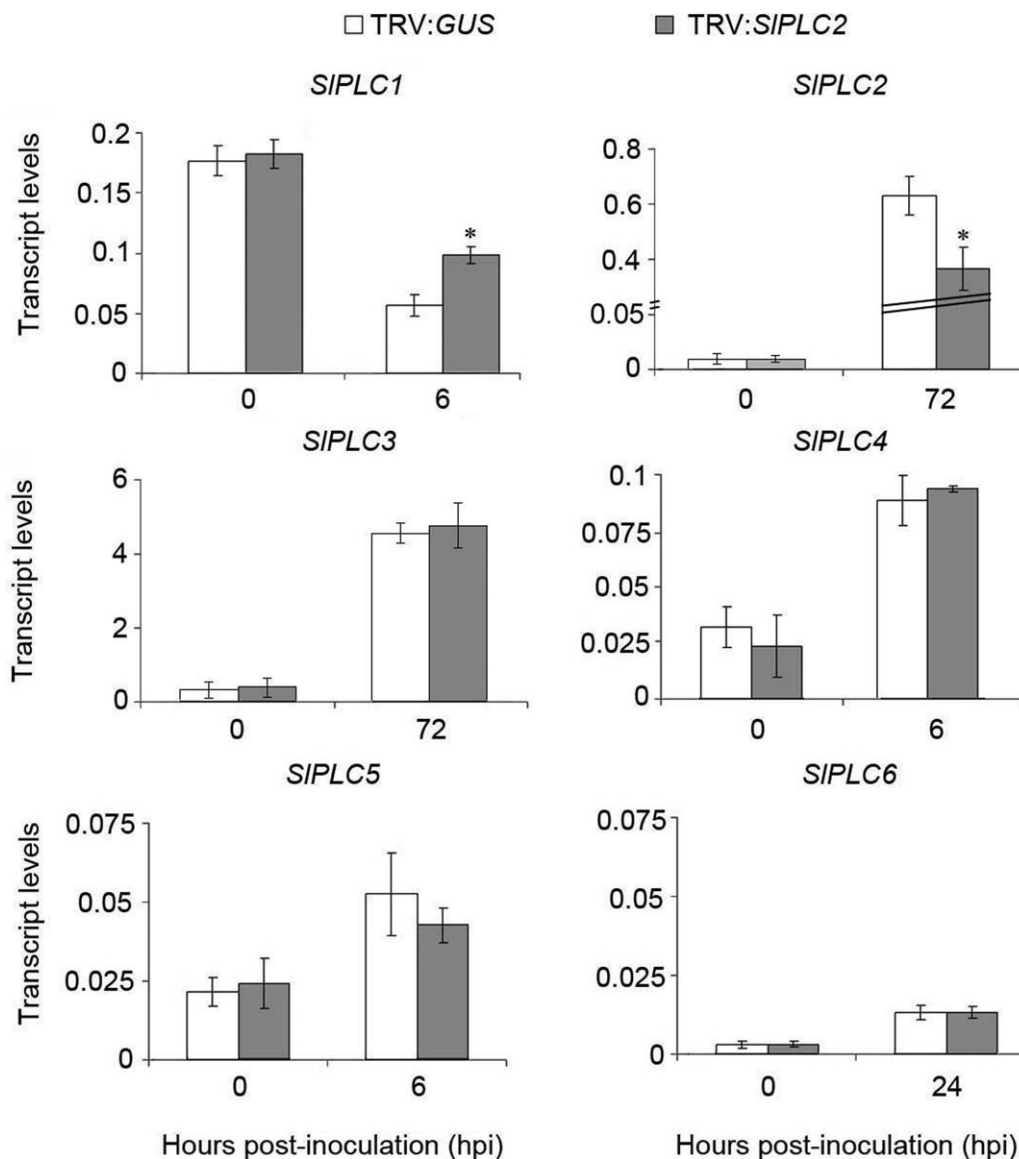 TRV:GUS TRV:SlPLC2
SlPLC1
Transcript levels
0.2
0.15
0.1
0.05
0
*
0 6
SlPLC2
0.8
0.6
0.4
0.05
0
*
0 72
SlPLC3
Transcript levels
6
4
2
0
0 72
SlPLC4
0.1
0.075
0.05
0.025
0
0 6
SlPLC5
Transcript levels
0.075
0.05
0.025
0
0 6
Hours post-inoculation (hpi)
SlPLC6
0.075
0.05
0.025
0
0 24
Hours post-inoculation (hpi)